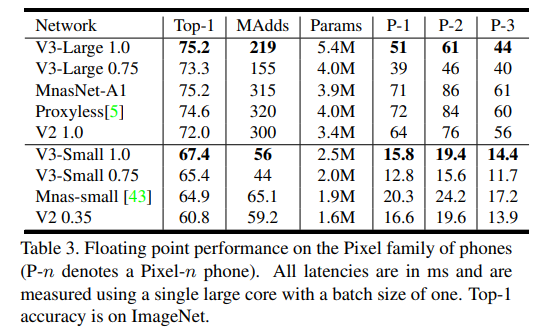 Network Top-1 MAdds Params P-1 P-2 P-3
V3-Large 1.0 75.2 219 5.4M 51 61 44
V3-Large 0.75 73.3 155 4.0M 39 46 40
MnasNet-A1 75.2 315 3.9M 71 86 61
Proxyless[5] 74.6 320 4.0M 72 84 60
V2 1.0 72.0 300 3.4M 64 76 56
V3-Small 1.0 67.4 56 2.5M 15.8 19.4 14.4
V3-Small 0.75 65.4 44 2.0M 12.8 15.6 11.7
Mnas-small [43] 64.9 65.1 1.9M 20.3 24.2 17.2
V2 0.35 60.8 59.2 1.6M 16.6 19.6 13.9
Table 3. Floating point performance on the Pixel family of phones
(P-n denotes a Pixel-n phone). All latencies are in ms and are
measured using a single large core with a batch size of one. Top-1
accuracy is on ImageNet.